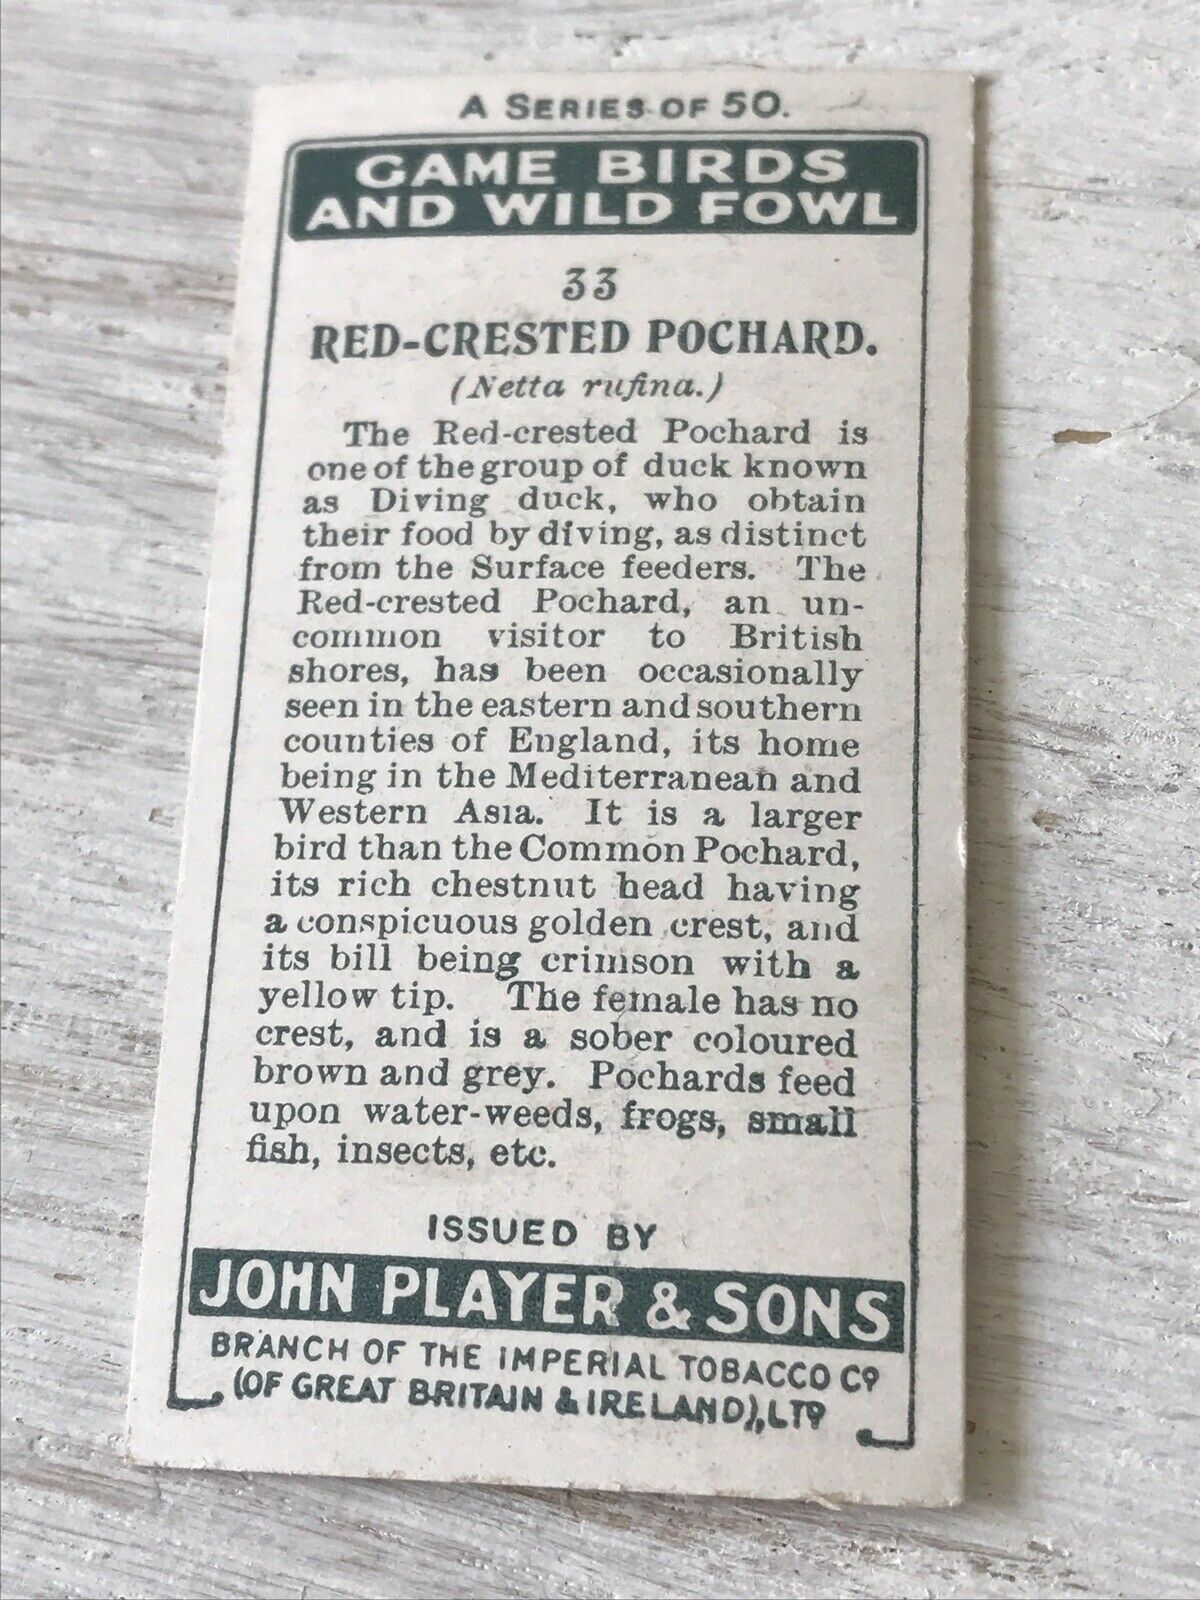 A SERIES OF 50.
GAME BIRDS
AND WILD FOWL
33
RED-CRESTED POCHARD.
(Netta rufina.)
The Red-crested Pochard is
one of the group of duck known
as Diving duck, who obtain
their food by diving, as distinct
from the Surface feeders. The
Red-crested Pochard, an un-
common visitor to British
shores, has been occasionally
seen in the eastern and southern
counties of England, its home
being in the Mediterranean and
Western Asia. It is a larger
bird than the Common Pochard,
its rich chestnut head having
a conspicuous golden crest, and
its bill being crimson with a
yellow tip. The female has no
crest, and is a sober coloured
brown and grey. Pochards feed
upon water-weeds, frogs, small
fish, insects, etc.
ISSUED BY
JOHN PLAYER & SONS
BRANCH OF THE IMPERIAL TOBACCO CO
(OF GREAT BRITAIN & IRELAND), LTD